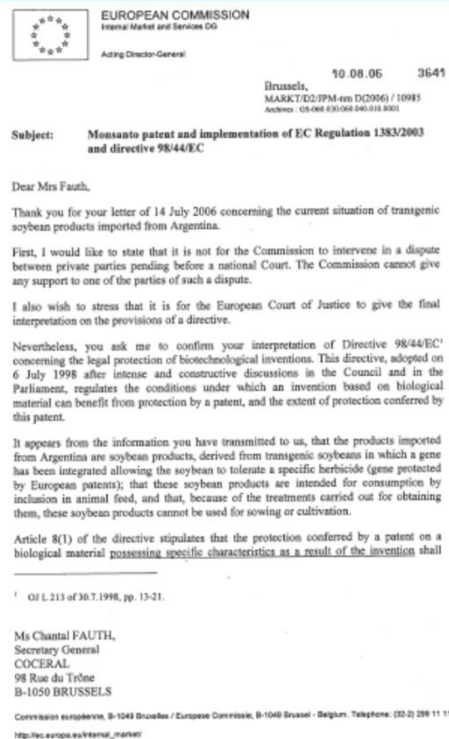 EUROPEAN COMMISSION
Internal Market and Services DG
Acting Director-General
10.08.06 3641
Brussels,
MARKT/D2/JPM-em D(2006) / 10985
Subject: Monsanto patent and implementation of EC Regulation 1383/2003
and directive 98/44/EC
Dear Mrs Fauth,
Thank you for your letter of 14 July 2006 concerning the current situation of transgenic
soybean products imported from Argentina.
First, I would like to state that it is not for the Commission to intervene in a dispute
between private parties pending before a national Court. The Commission cannot give
any support to one of the parties of such a dispute.
I also wish to stress that it is for the European Court of Justice to give the final
interpretation on the provisions of a directive.
Nevertheless, you ask me to confirm your interpretation of Directive 98/44/EC¹
concerning the legal protection of biotechnological inventions. This directive, adopted on
6 July 1998 after intense and constructive discussions in the Council and in the
Parliament, regulates the conditions under which an invention based on biological
material can benefit from protection by a patent, and the extent of protection conferred by
this patent.
It appears from the information you have transmitted to us, that the products imported
from Argentina are soybean products, derived from transgenic soybeans in which a gene
has been integrated allowing the soybean to tolerate a specific herbicide (gene protected
by European patents); that these soybean products are intended for consumption by
inclusion in animal feed, and that, because of the treatments carried out for obtaining
them, these soybean products cannot be used for sowing or cultivation.
Article 8(1) of the directive stipulates that the protection conferred by a patent on a
biological material possessing specific characteristics as a result of the invention shall
¹ OJ L 213 of 30.7.1998, pp. 13-21.
Ms Chantal FAUTH,
Secretary General
COCERAL
98 Rue du Trône
B-1050 BRUSSELS
Commission européenne, B-1049 Bruxelles / Europese Commissie, B-1049 Brussel - Belgium. Telephone: (32-2) 299 11 11
http://ec.europa.eu/internal_market/